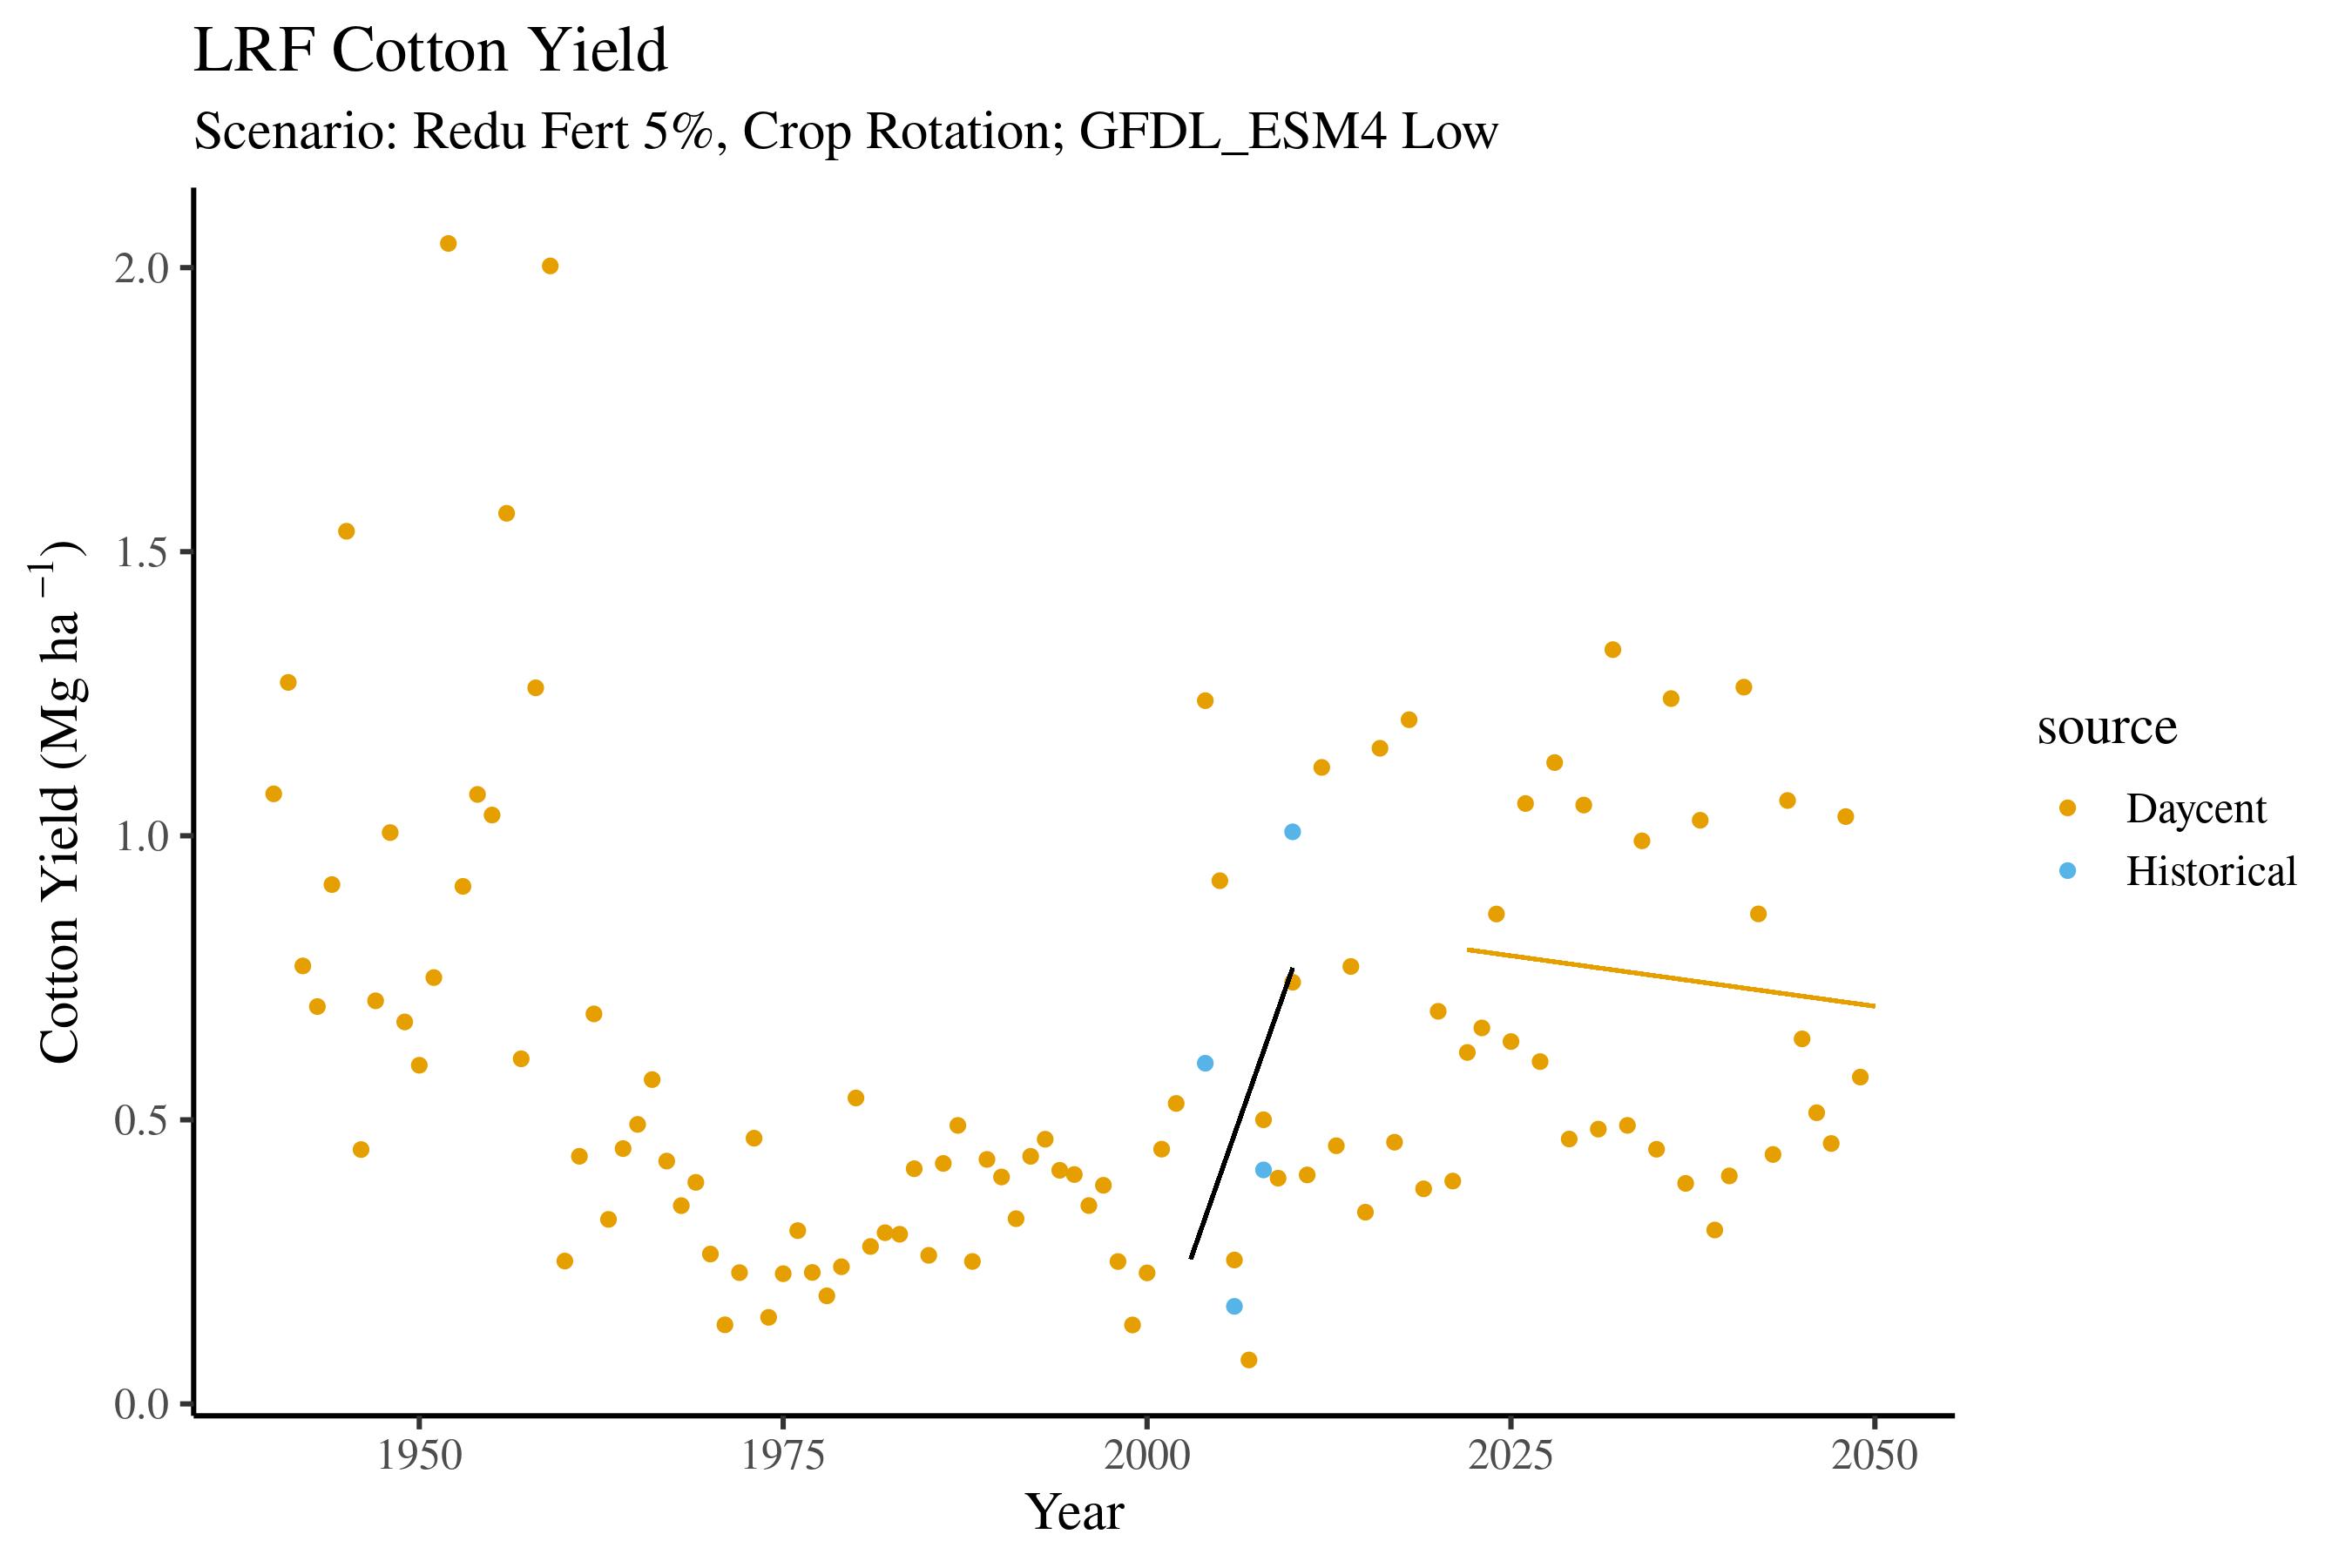 LRF Cotton Yield
Scenario: Redu Fert 5%, Crop Rotation; GFDL_ESM4 Low
Cotton Yield (Mg ha −1)
2.0
1.5
1.0
0.5
0.0
1950
1975
2000
2025
2050
Year
source
Daycent
Historical